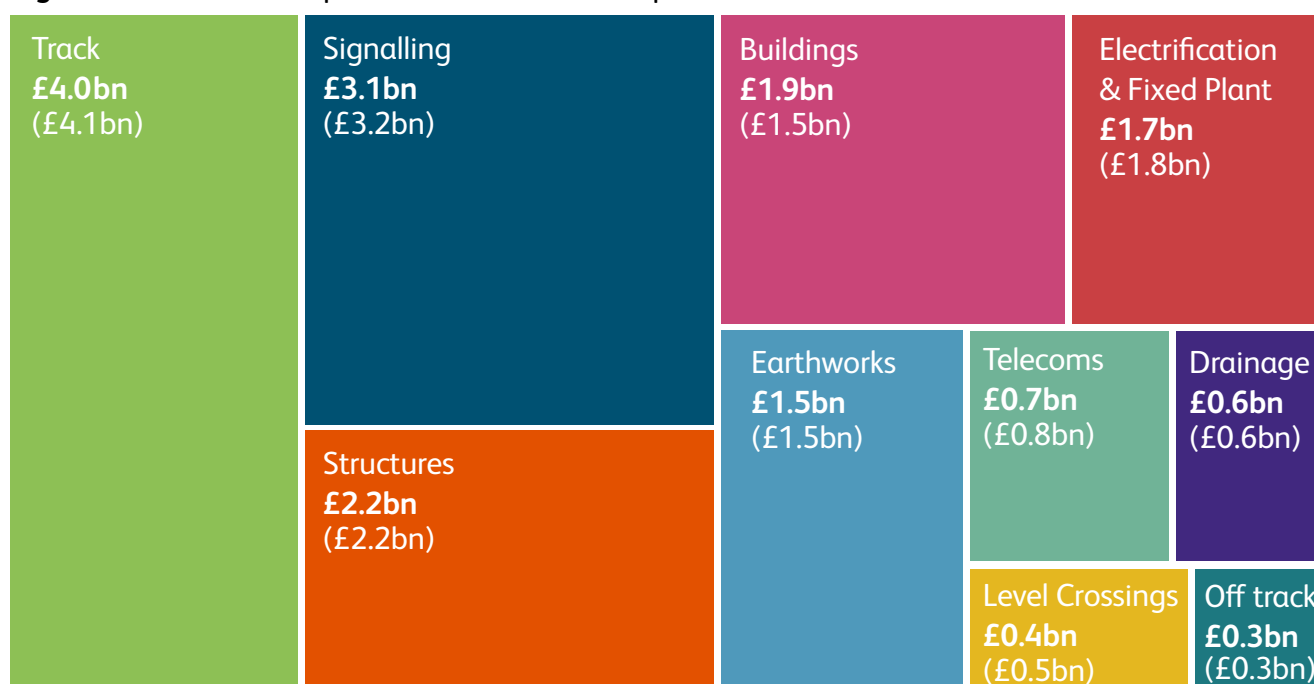 Track
£4.0bn
(£4.1bn)
Signalling
£3.1bn
(£3.2bn)
Structures
£2.2bn
(£2.2bn)
Buildings
£1.9bn
(£1.5bn)
Electrification
& Fixed Plant
£1.7bn
(£1.8bn)
Earthworks
£1.5bn
(£1.5bn)
Telecoms
£0.7bn
(£0.8bn)
Drainage
£0.6bn
(£0.6bn)
Level Crossings
£0.4bn
(£0.5bn)
Off track
£0.3bn
(£0.3bn)